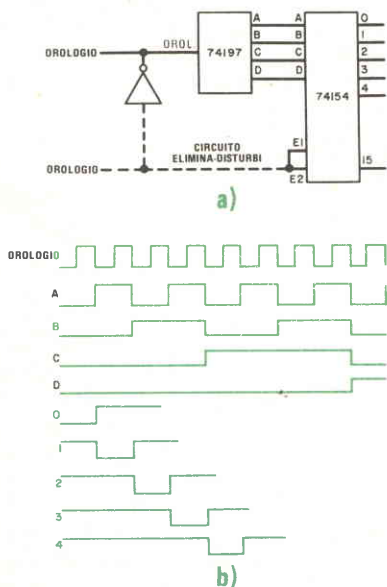 A A 0
OROLOGIO OROL. 74197 B B 1
C C 2
D D 3
74154 4
CIRCUITO E1
OROLOGIO ELIMINA-DISTURBI E2 15
a)
OROLOGIO
A
B
C
D
0
1
2
3
4
b)